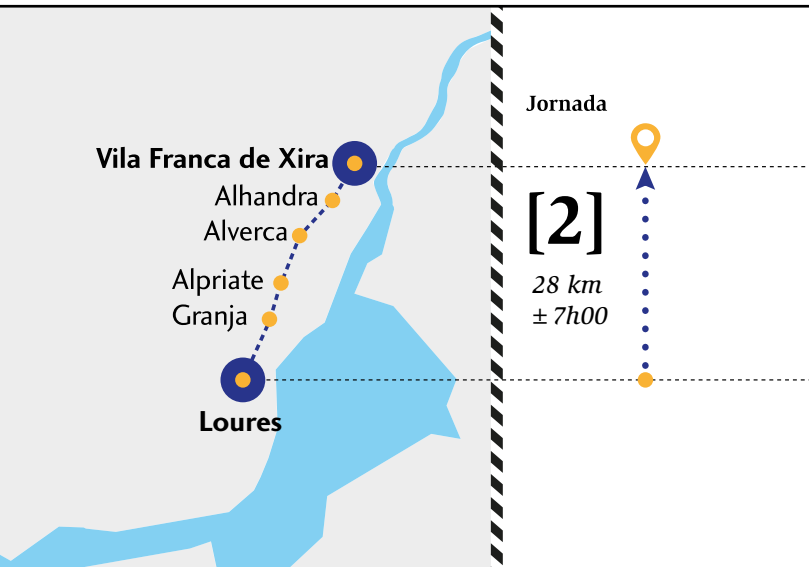 Jornada
Vila Franca de Xira
Alhandra
Alverca
Alpriate
Granja
Loures
[2]
28 km
± 7h00